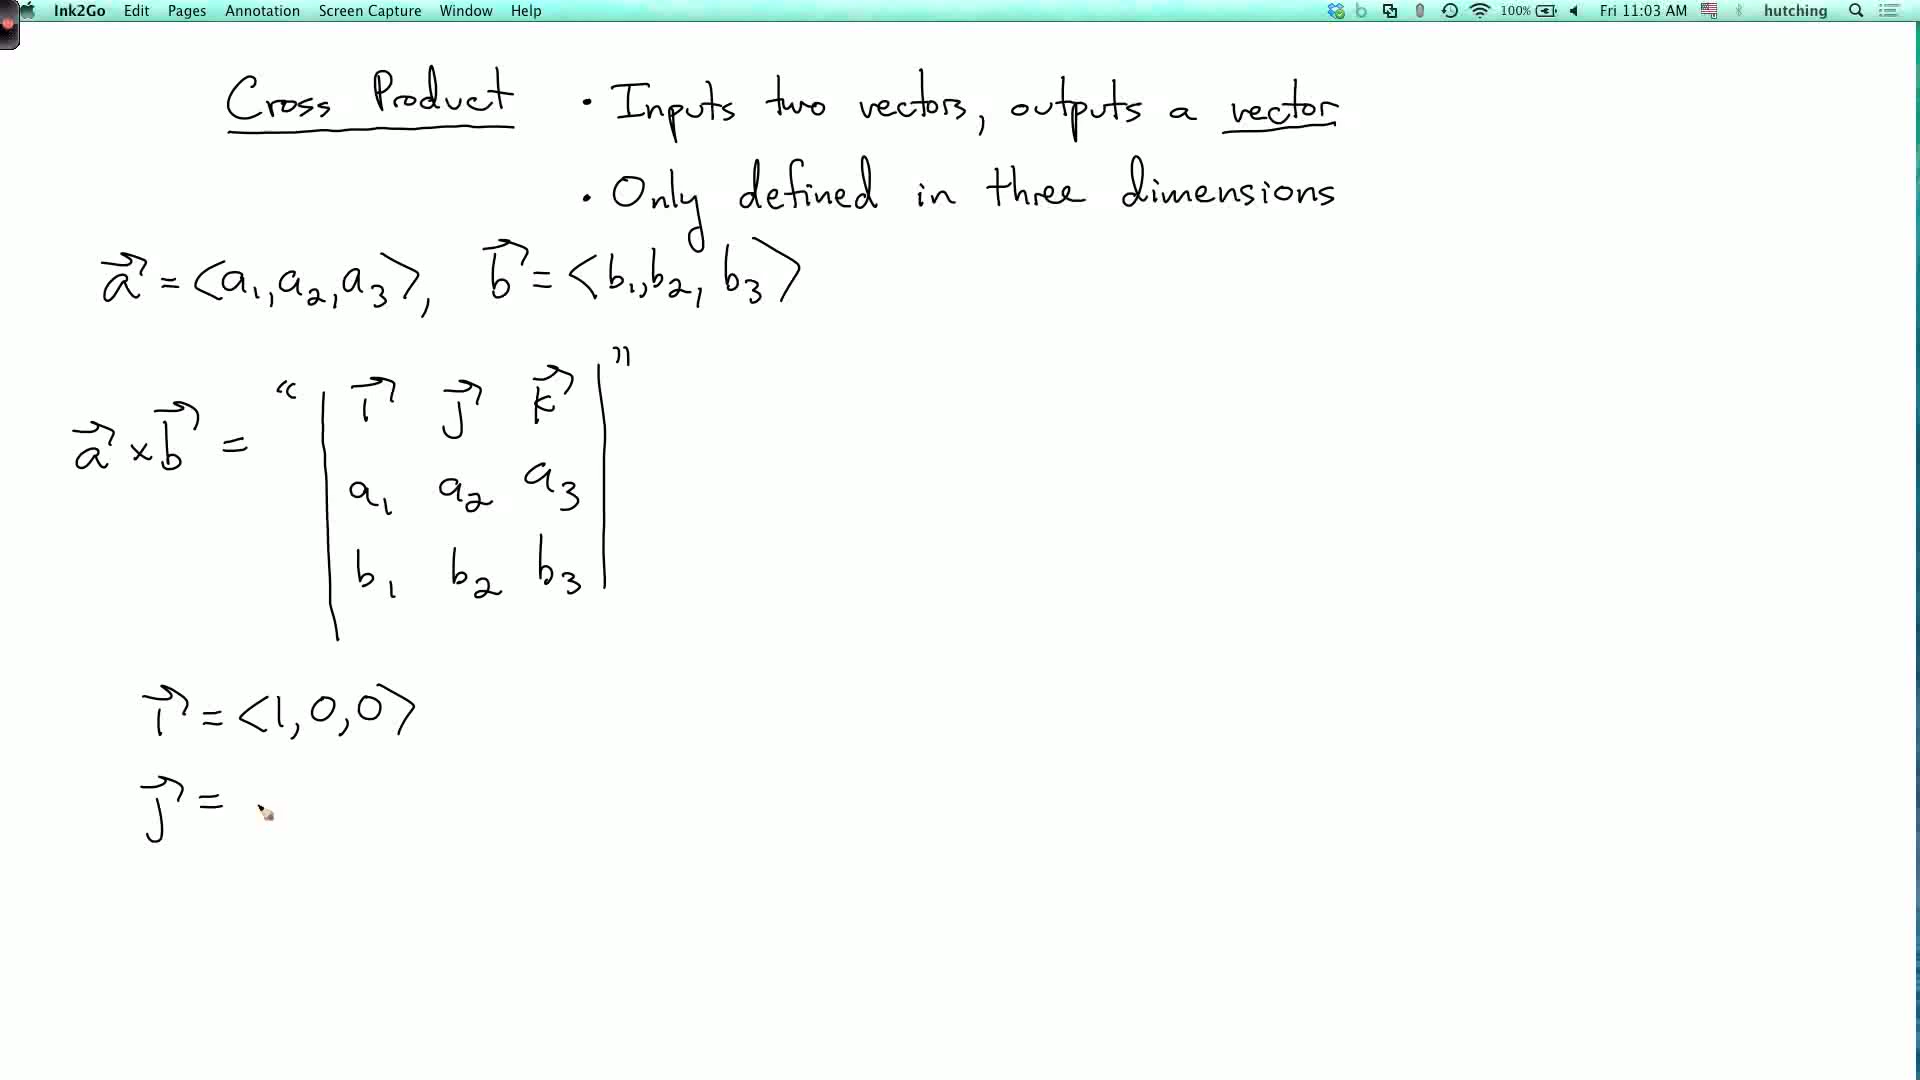 Ink2Go Edit Pages Annotation Screen Capture Window Help 100% Fri 11:03 AM hutching
Cross Product • Inputs two vectors, outputs a vector
• Only defined in three dimensions
a⃗ = <a₁, a₂, a₃>, b⃗ = <b₁, b₂, b₃>
a⃗ × b⃗ = “ | i⃗ j⃗ k⃗ | ”
a₁ a₂ a₃
b₁ b₂ b₃
i⃗ = <1, 0, 0>
j⃗ =